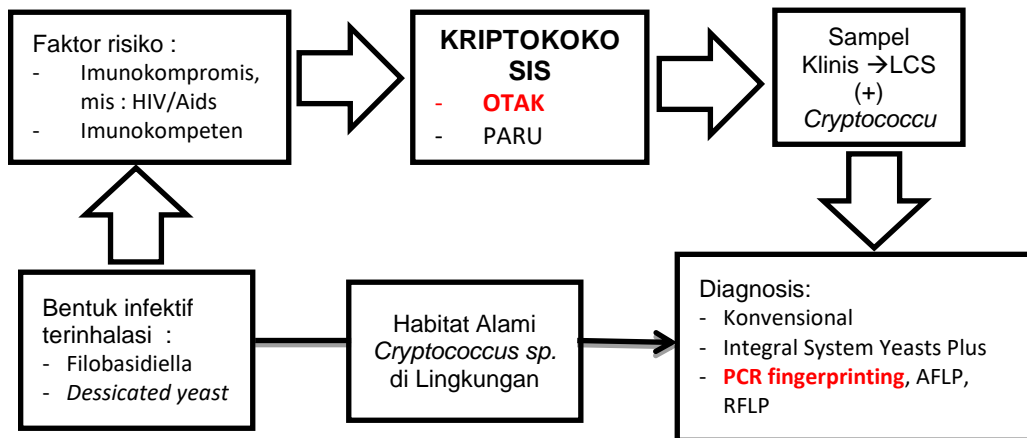 Faktor risiko :
- Imunokompromis,
mis : HIV/Aids
- Imunokompeten
KRIPTOKOKO
SIS
- OTAK
- PARU
Sampel
Klinis →LCS
(+)
Cryptococcu
Bentuk infektif
terinhalasi :
- Filobasidiella
- Dessicated yeast
Habitat Alami
Cryptococcus sp.
di Lingkungan
Diagnosis:
- Konvensional
- Integral System Yeasts Plus
- PCR fingerprinting, AFLP,
RFLP